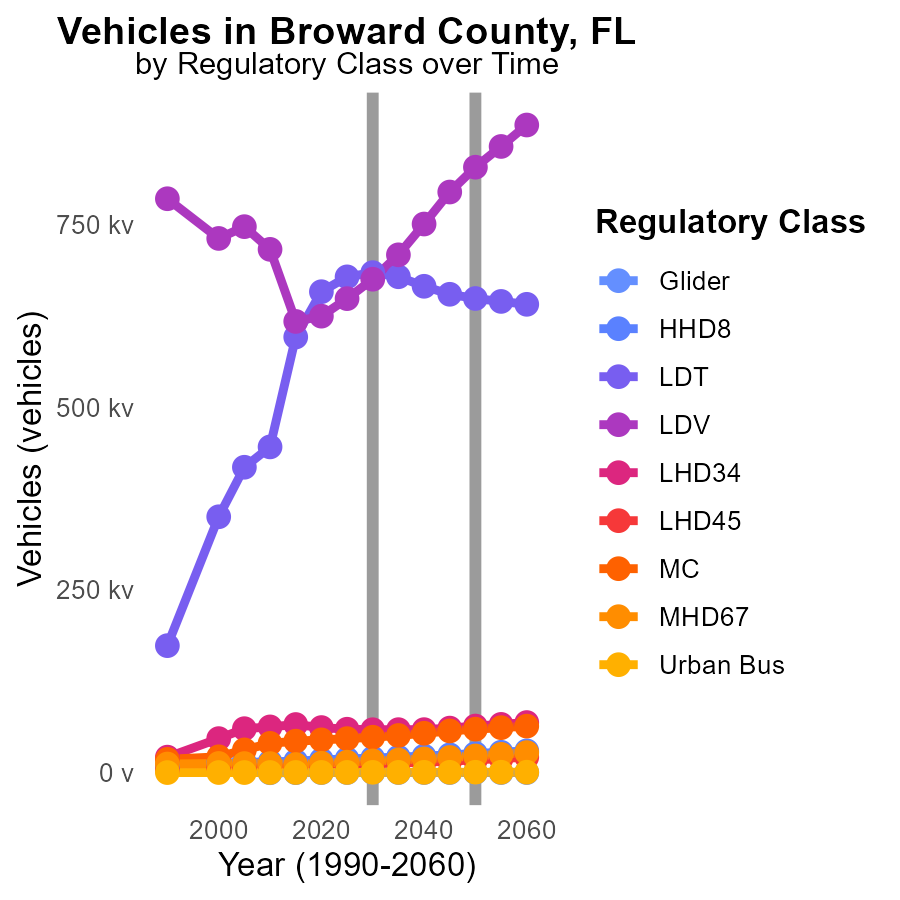 Vehicles in Broward County, FL
by Regulatory Class over Time
Vehicles (vehicles)
750 kv
500 kv
250 kv
0 v
2000 2020 2040 2060
Year (1990-2060)
Regulatory Class
Glider
HHD8
LDT
LDV
LHD34
LHD45
MC
MHD67
Urban Bus